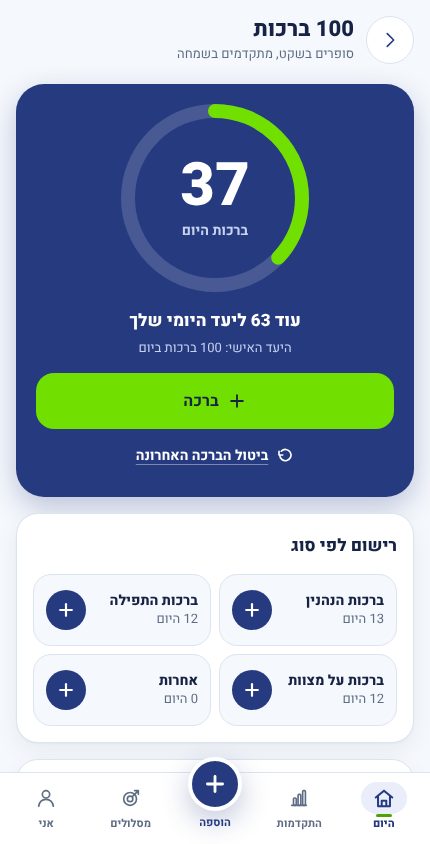 100 ברכות
סופרים בשקט, מתקדמים בשמחה
37
ברכות היום
עוד 63 ליעד היומי שלך
היעד האישי: 100 ברכות ביום
ברכה
ביטול הברכה האחרונה
רישום לפי סוג
ברכות הנהנין
13 היום
ברכות התפילה
12 היום
ברכות על מצוות
12 היום
אחרות
0 היום
היום
התקדמות
הוספה
מסלולים
אני